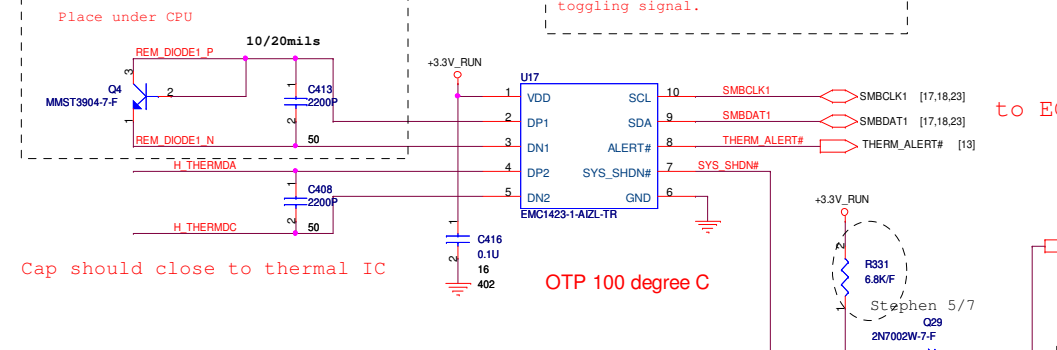 toggling signal.
Place under CPU
10/20mils
REM_DIODE1_P
+3.3V_RUN
3
Q4
2
MMST3904-7-F
1
1
C413
2200P
2
50
REM_DIODE1_N
H_THERMDA
1
C408
2200P
2
50
H_THERMDC
U17
1 VDD SCL 10 SMBCLK1 SMBCLK1 [17,18,23]
2 DP1 SDA 9 SMBDAT1 SMBDAT1 [17,18,23]
3 DN1 ALERT# 8 THERM_ALERT# THERM_ALERT# [13]
4 DP2 SYS_SHDN# 7 SYS_SHDN#
5 DN2 GND 6
EMC1423-1-AIZL-TR
to
1
C416
0.1U
2
16
402
Cap should close to thermal IC
OTP 100 degree C
+3.3V_RUN
2
R331
6.8K/F
1
Stephen 5/7
Q29
2N7002W-7-F